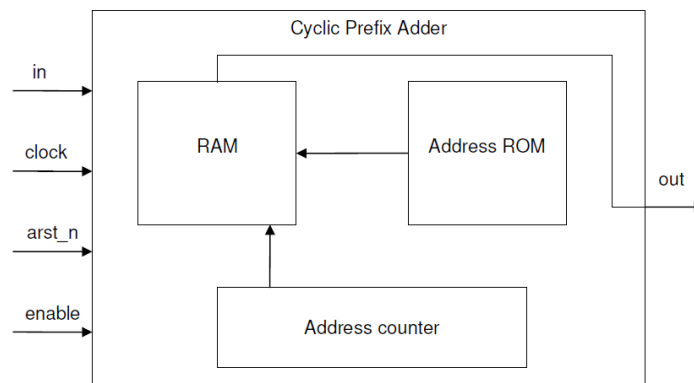 Cyclic Prefix Adder
in
clock
arst_n
enable
RAM
Address ROM
out
Address counter